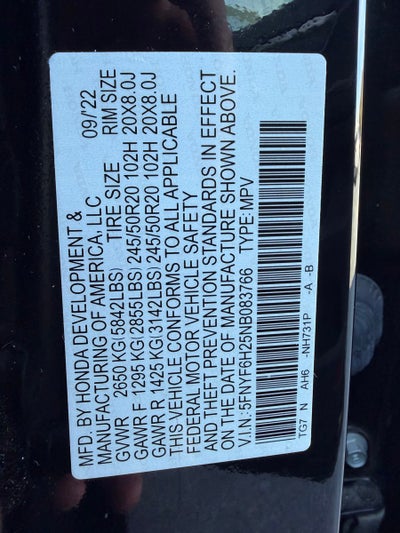 MFD. BY HONDA DEVELOPMENT &
MANUFACTURING OF AMERICA, LLC 09/'22
GVWR 2650 KG (5842LBS) TIRE SIZE RIM SIZE
GAWR F 1295 KG (2855LBS) 245/50R20 102H 20X8.0J
GAWR R 1425 KG (3142LBS) 245/50R20 102H 20X8.0J
THIS VEHICLE CONFORMS TO ALL APPLICABLE
FEDERAL MOTOR VEHICLE SAFETY
AND THEFT PREVENTION STANDARDS IN EFFECT
ON THE DATE OF MANUFACTURE SHOWN ABOVE.
V.I.N.: 5FNYF6H25NB083766 TYPE: MPV
TG7 N AH6 -NH731P -A -B